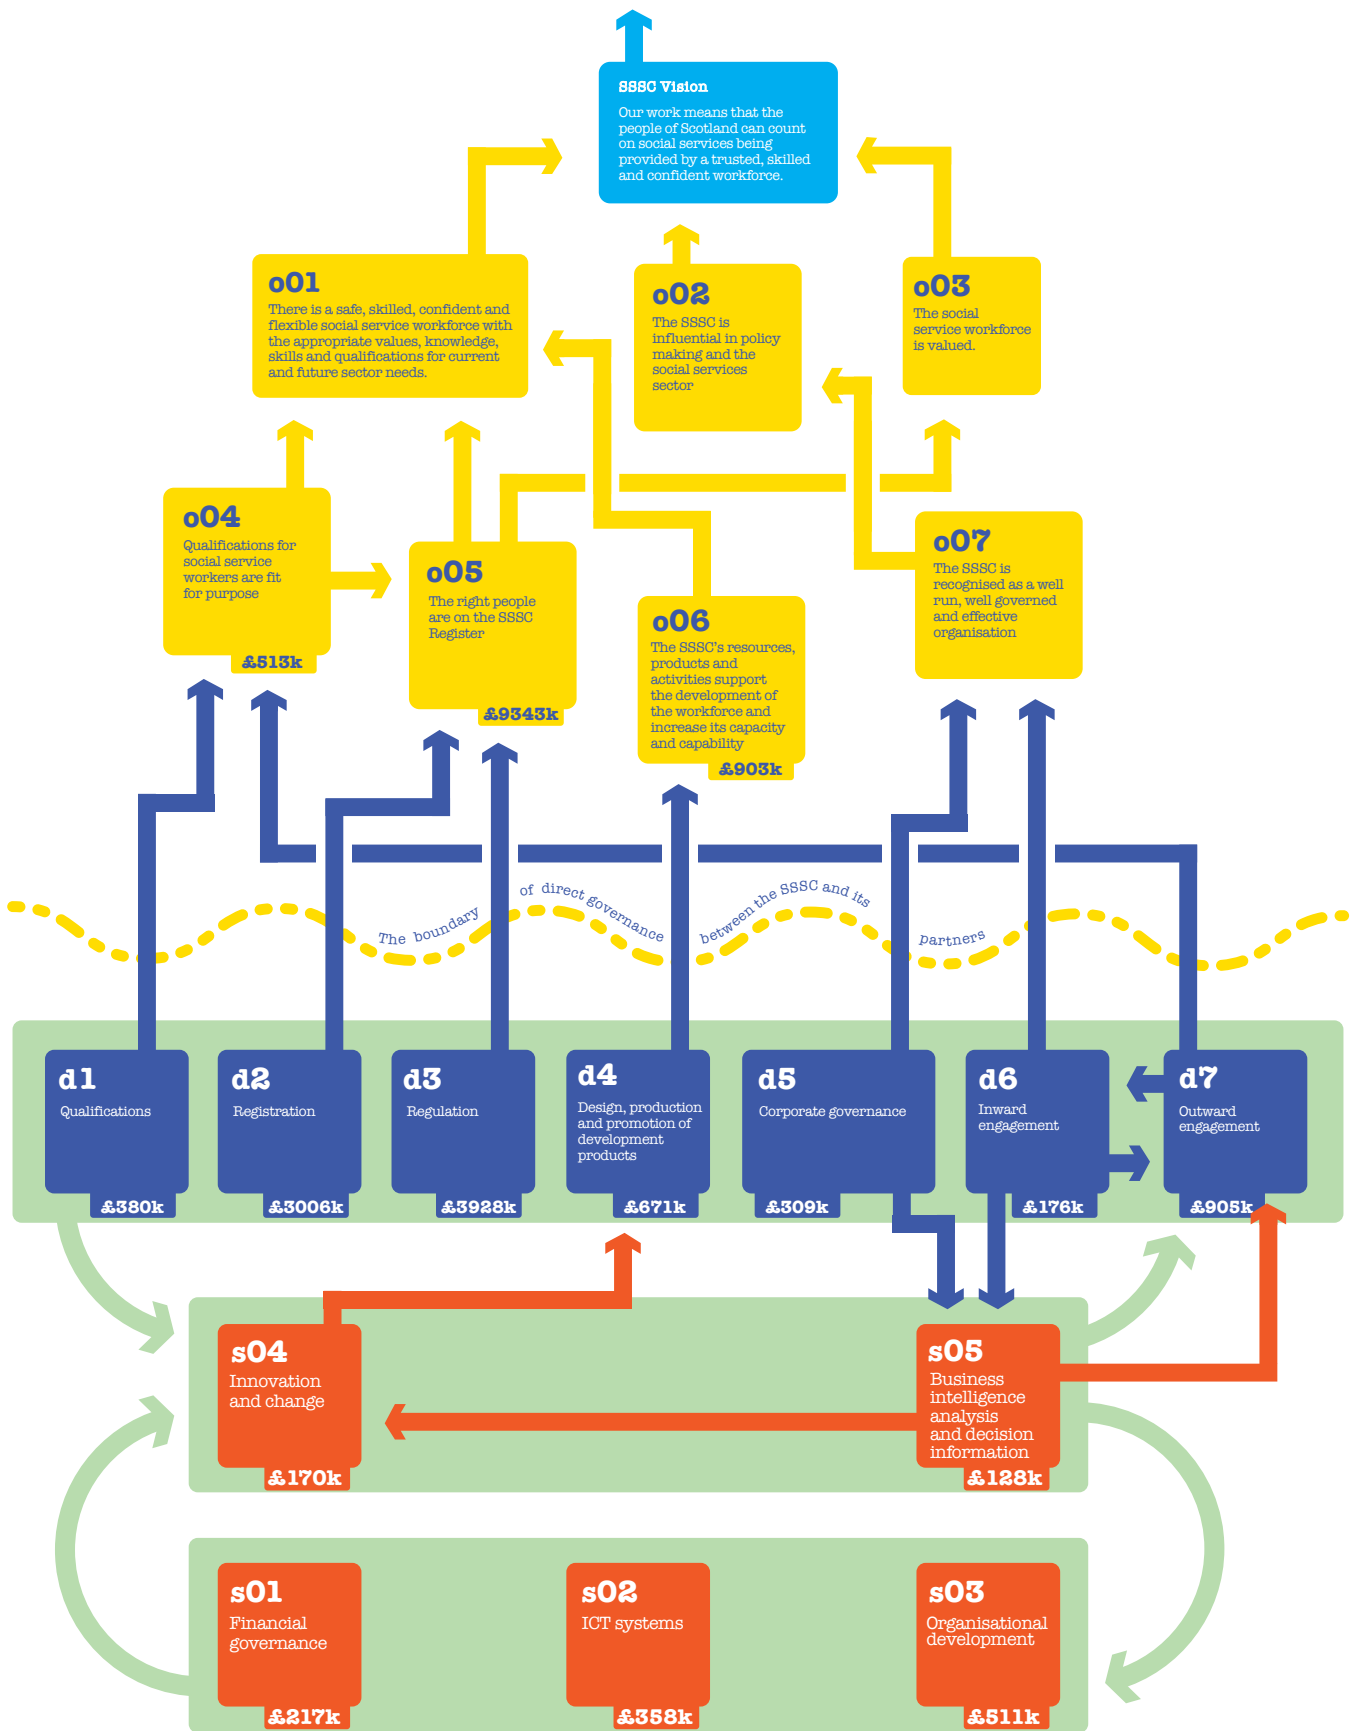 SSSC Vision
Our work means that the
people of Scotland can count
on social services being
provided by a trusted, skilled
and confident workforce.
o01
There is a safe, skilled, confident and
flexible social service workforce with
the appropriate values, knowledge,
skills and qualifications for current
and future sector needs.
o02
The SSSC is
influential in policy
making and the
social services
sector
o03
The social
service workforce
is valued.
o04
Qualifications for
social service
workers are fit
for purpose
£513k
o05
The right people
are on the SSSC
Register
£9343k
o06
The SSSC's resources,
products and
activities support
the development of
the workforce and
increase its capacity
and capability
£903k
o07
The SSSC is
recognised as a well
run, well governed
and effective
organisation
The boundary of direct governance between the SSSC and its partners
d1
Qualifications
£380k
d2
Registration
£3006k
d3
Regulation
£3928k
d4
Design, production
and promotion of
development
products
£671k
d5
Corporate governance
£309k
d6
Inward
engagement
£176k
d7
Outward
engagement
£905k
s04
Innovation
and change
£170k
s05
Business
intelligence
analysis
and decision
information
£128k
s01
Financial
governance
£217k
s02
ICT systems
£358k
s03
Organisational
development
£511k